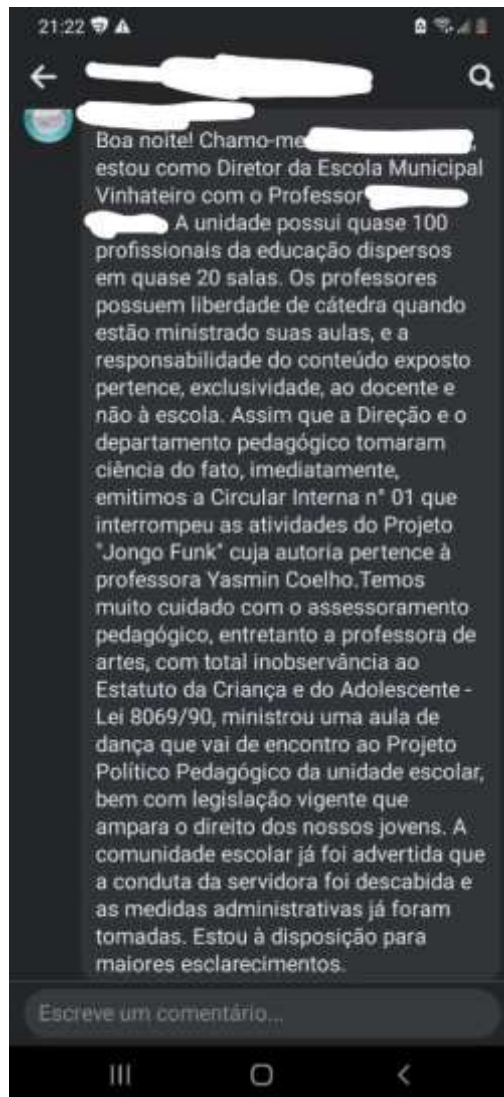 21:22
Boa noite! Chamo-me
estou como Diretor da Escola Municipal
Vinhateiro com o Professor
A unidade possui quase 100
profissionais da educação dispersos
em quase 20 salas. Os professores
possuem liberdade de cátedra quando
estão ministrado suas aulas, e a
responsabilidade do conteúdo exposto
pertence, exclusividade, ao docente e
não à escola. Assim que a Direção e o
departamento pedagógico tomaram
ciência do fato, imediatamente,
emitimos a Circular Interna n° 01 que
interrompeu as atividades do Projeto
"Jongo Funk" cuja autoria pertence à
professora Yasmin Coelho.Temos
muito cuidado com o assessoramento
pedagógico, entretanto a professora de
artes, com total inobservância ao
Estatuto da Criança e do Adolescente -
Lei 8069/90, ministrou uma aula de
dança que vai de encontro ao Projeto
Político Pedagógico da unidade escolar,
bem com legislação vigente que
ampara o direito dos nossos jovens. A
comunidade escolar já foi advertida que
a conduta da servidora foi descabida e
as medidas administrativas já foram
tomadas. Estou à disposição para
maiores esclarecimentos.
Escreve um comentário...